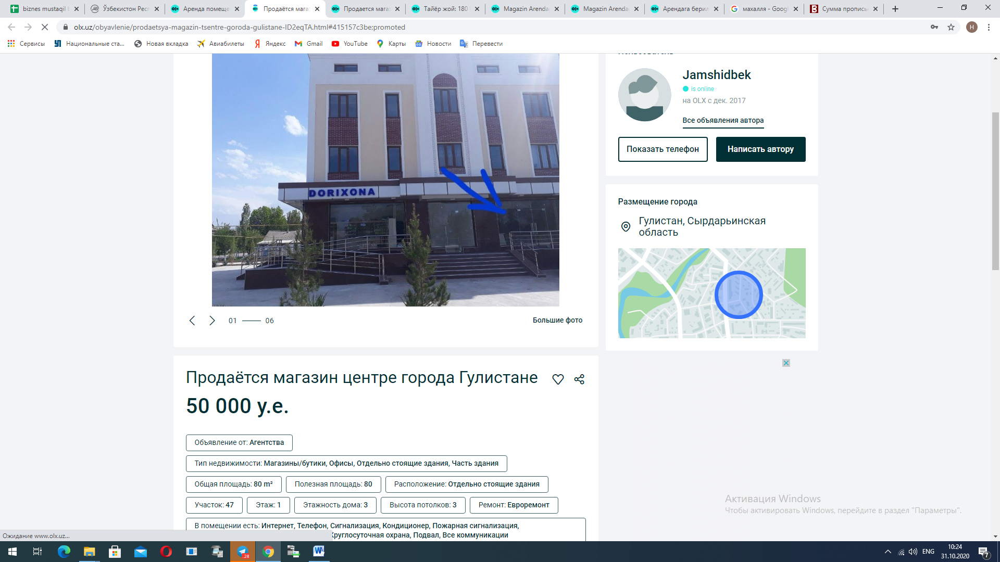 biznes mustaqil b
Ўзбекистон Респ
Аренда помеще
Продаётся мага
Продается мага
Тайёр жой: 180
Magazin Arenda
Magazin Arenda
Арендага берил
махалля - Goog
Сумма прописью
olx.uz/obyavlenie/prodaetsya-magazin-tsentre-goroda-gulistane-ID2eqTA.html#415157c3be;promoted
H
Сервисы
Национальные ста...
Новая вкладка
Авиабилеты
Яндекс
Gmail
YouTube
Карты
Новости
Перевести
DORIXONA
01
06
Большие фото
Jamshidbek
is online
на OLX с дек. 2017
Все объявления автора
Показать телефон
Написать автору
Размещение города
Гулистан, Сырдарьинская
область
Продаётся магазин центре города Гулистане
50 000 у.е.
Объявление от: Агентства
Тип недвижимости: Магазины/бутики, Офисы, Отдельно стоящие здания, Часть здания
Общая площадь: 80 m²
Полезная площадь: 80
Расположение: Отдельно стоящие здания
Участок: 47
Этаж: 1
Этажность дома: 3
Высота потолков: 3
Ремонт: Евроремонт
В помещении есть: Интернет, Телефон, Сигнализация, Кондиционер, Пожарная сигнализация,
Круглосуточная охрана, Подвал, Все коммуникации
Активация Windows
Чтобы активировать Windows, перейдите в раздел "Параметры".
Ожидание www.olx.uz...
..28
ENG
10:24
31.10.2020
7